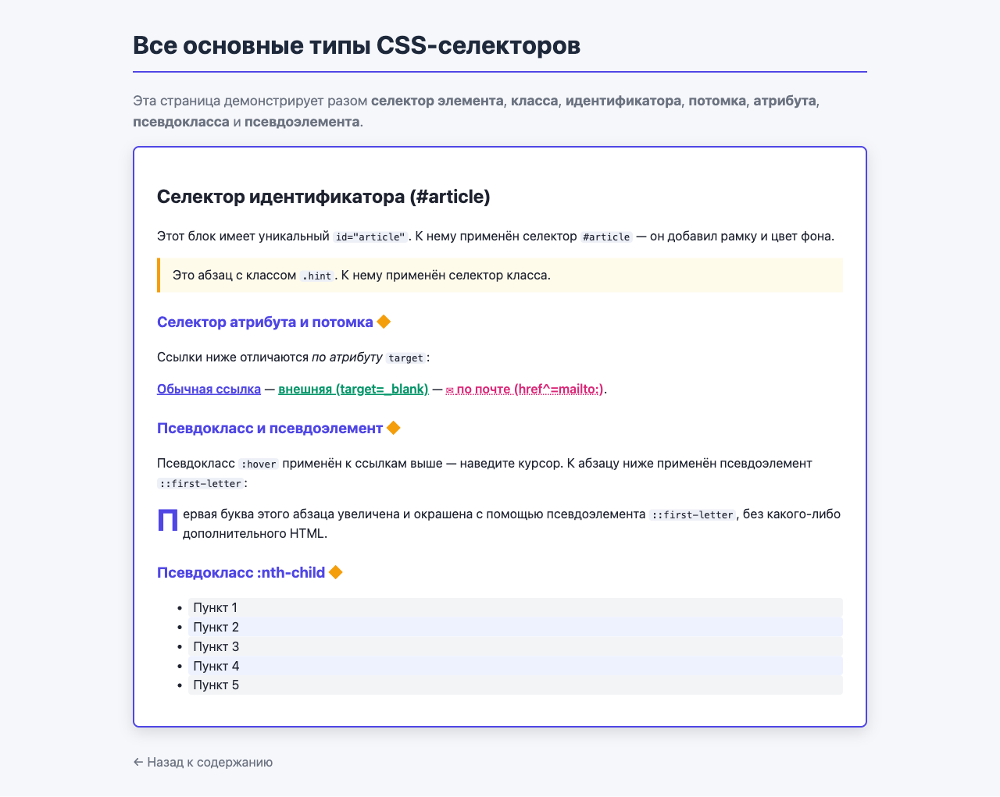 Все основные типы CSS-селекторов
Эта страница демонстрирует разом селектор элемента, класса, идентификатора, потомка, атрибута,
псевдокласса и псевдоэлемента.
Селектор идентификатора (#article)
Этот блок имеет уникальный id="article". К нему применён селектор #article — он добавил рамку и цвет фона.
Это абзац с классом .hint. К нему применён селектор класса.
Селектор атрибута и потомка 🔶
Ссылки ниже отличаются по атрибуту target:
Обычная ссылка — внешняя (target=_blank) — ✉ по почте (href^=mailto:).
Псевдокласс и псевдоэлемент 🔶
Псевдокласс :hover применён к ссылкам выше — наведите курсор. К абзацу ниже применён псевдоэлемент
::first-letter:
Первая буква этого абзаца увеличена и окрашена с помощью псевдоэлемента ::first-letter, без какого-либо
дополнительного HTML.
Псевдокласс :nth-child 🔶
• Пункт 1
• Пункт 2
• Пункт 3
• Пункт 4
• Пункт 5
← Назад к содержанию